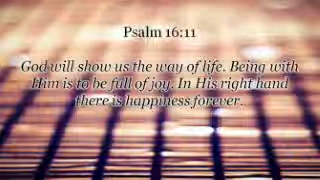 Psalm 16:11
God will show us the way of life. Being with
Him is to be full of joy. In His right hand
there is happiness forever.